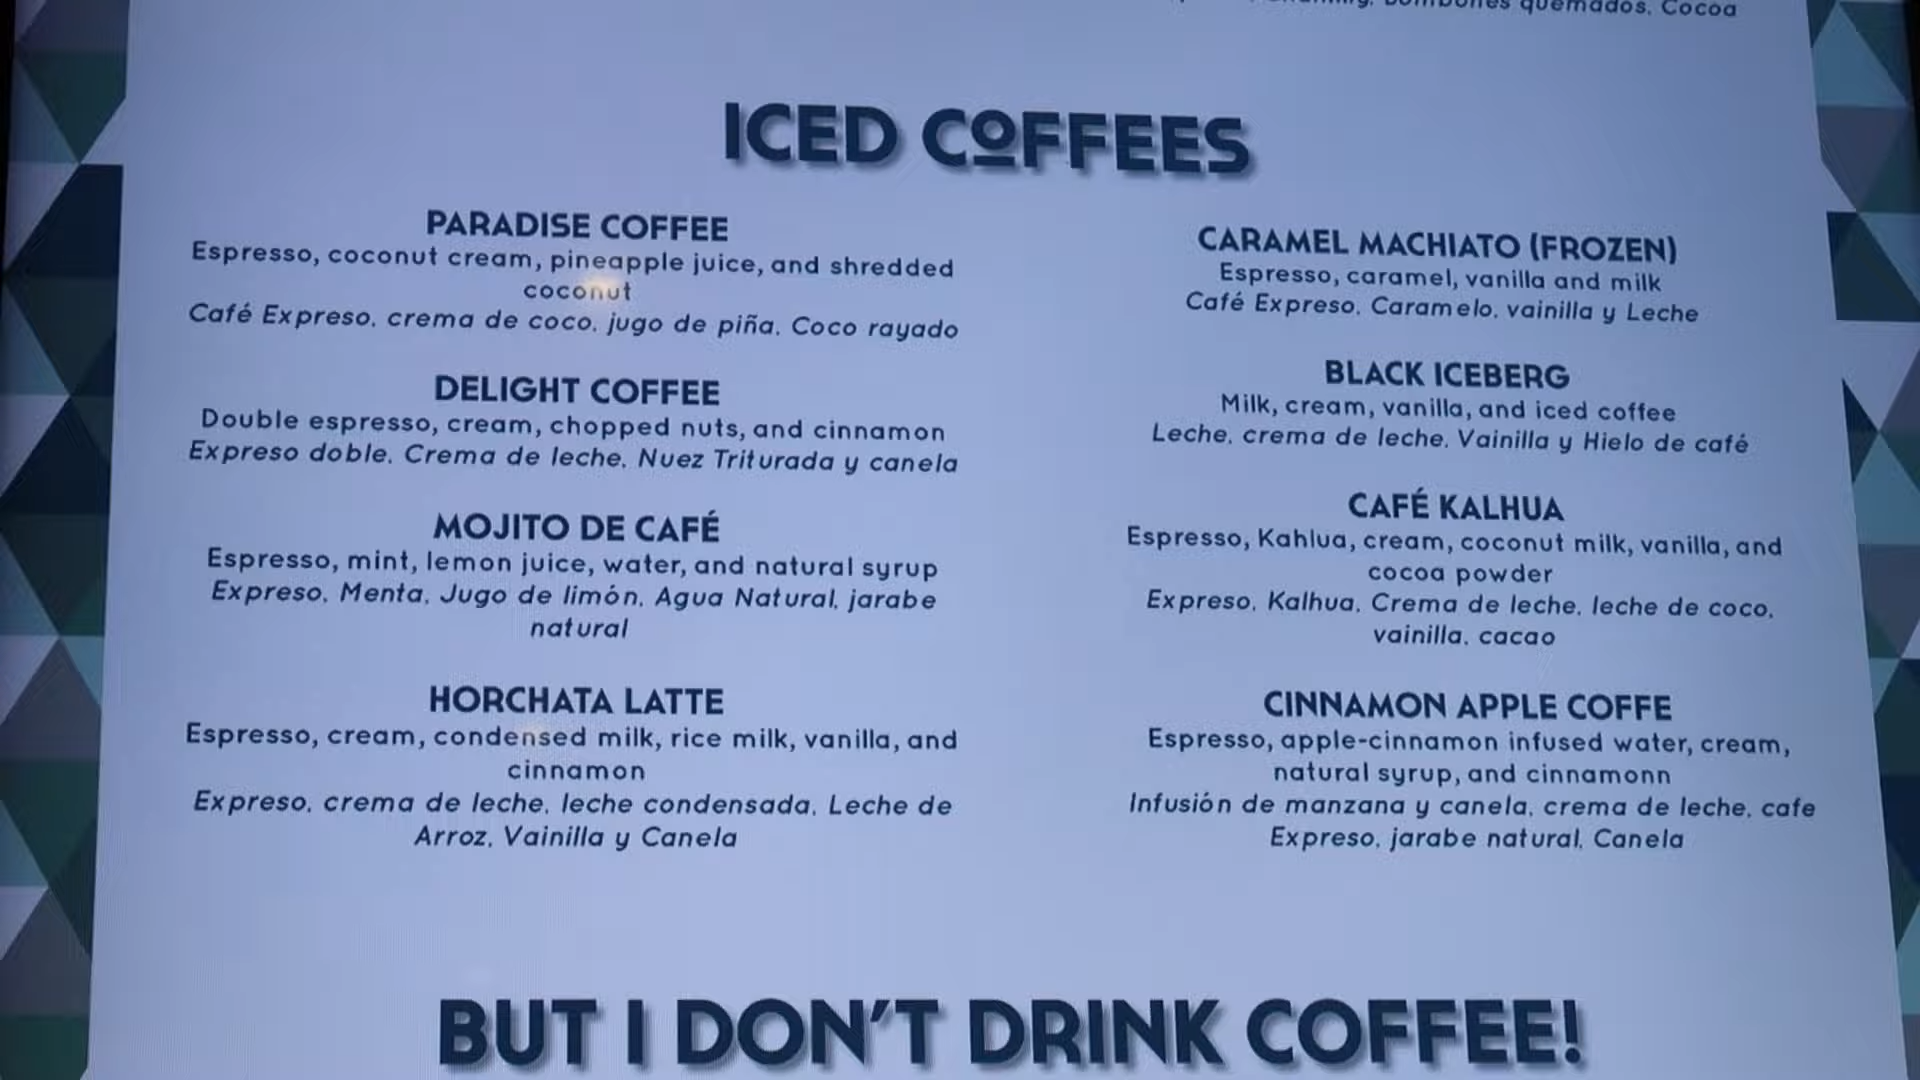 Bombones quemados, Cocoa
ICED COFFEES
PARADISE COFFEE
Espresso, coconut cream, pineapple juice, and shredded
coconut
Café Expreso, crema de coco, jugo de piña, Coco rayado
DELIGHT COFFEE
Double espresso, cream, chopped nuts, and cinnamon
Expreso doble, Crema de leche, Nuez Triturada y canela
MOJITO DE CAFÉ
Espresso, mint, lemon juice, water, and natural syrup
Expreso, Menta, Jugo de limón, Agua Natural, jarabe
natural
HORCHATA LATTE
Espresso, cream, condensed milk, rice milk, vanilla, and
cinnamon
Expreso, crema de leche, leche condensada, Leche de
Arroz, Vainilla y Canela
CARAMEL MACHIATO (FROZEN)
Espresso, caramel, vanilla and milk
Café Expreso, Caramelo, vainilla y Leche
BLACK ICEBERG
Milk, cream, vanilla, and iced coffee
Leche, crema de leche, Vainilla y Hielo de café
CAFÉ KALHUA
Espresso, Kahlua, cream, coconut milk, vanilla, and
cocoa powder
Expreso, Kalhua, Crema de leche, leche de coco,
vainilla, cacao
CINNAMON APPLE COFFE
Espresso, apple-cinnamon infused water, cream,
natural syrup, and cinnamonn
Infusión de manzana y canela, crema de leche, cafe
Expreso, jarabe natural, Canela
BUT I DON'T DRINK COFFEE!